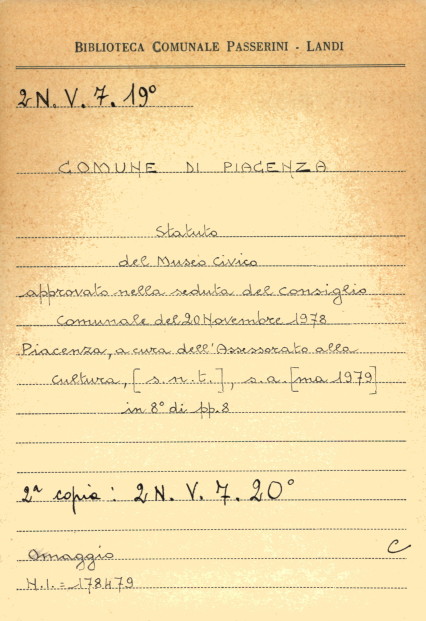 BIBLIOTECA COMUNALE PASSERINI - LANDI
2 N. V. 7. 19°
COMUNE DI PIACENZA
Statuto
del Museo Civico
approvato nella seduta del Consiglio
Comunale del 20 Novembre 1978
Piacenza, a cura dell'Assessorato alla
cultura, [s.n.t.], s.a. [ma 1979]
in 8° di pp. 8
2ª copia: 2 N. V. 7. 20°
Omaggio C
N.I. = 178479